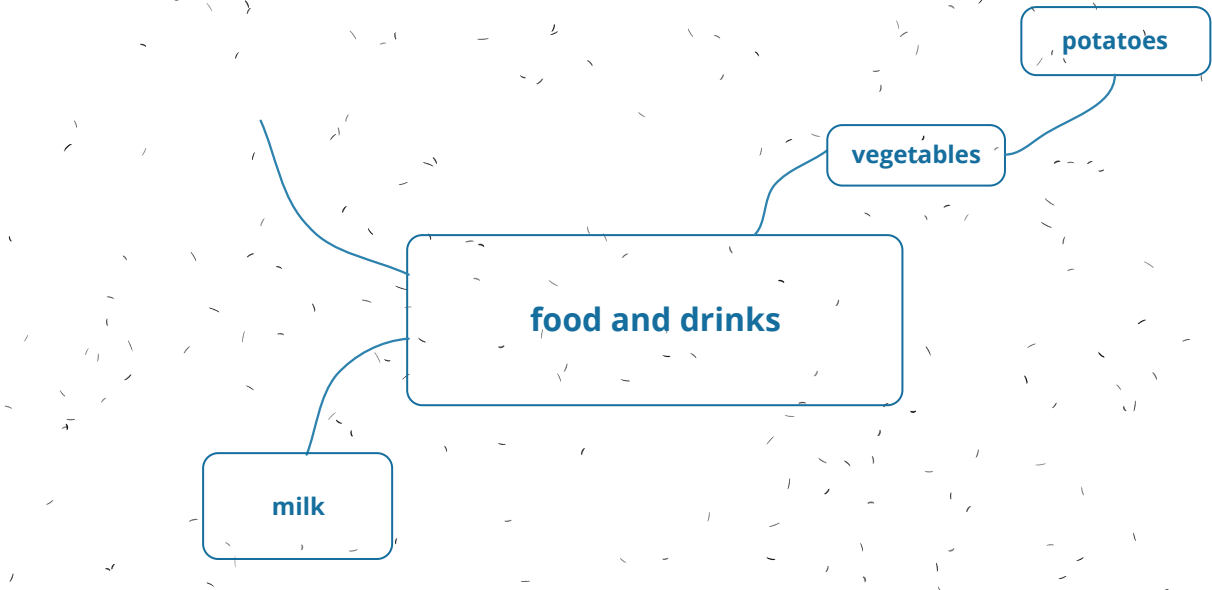 potatoes
vegetables
food and drinks
milk